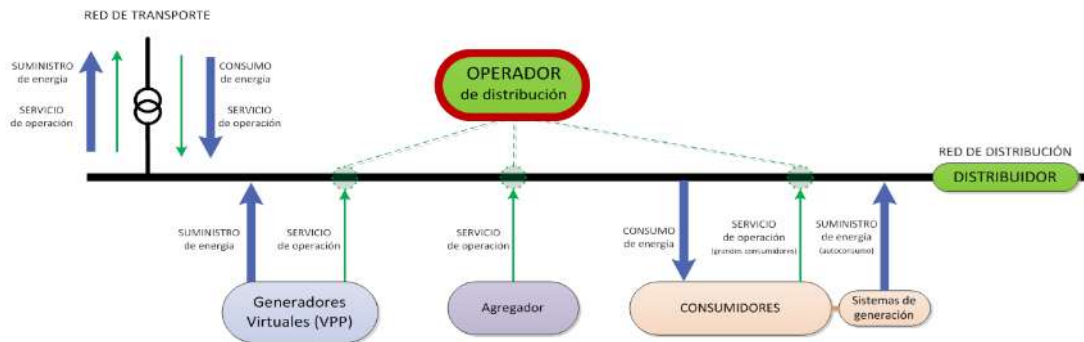 RED DE TRANSPORTE
SUMINISTRO
de energía
SERVICIO
de operación
CONSUMO
de energía
SERVICIO
de operación
OPERADOR
de distribución
RED DE DISTRIBUCIÓN
DISTRIBUIDOR
SUMINISTRO
de energía
SERVICIO
de operación
SERVICIO
de operación
CONSUMO
de energía
SERVICIO
de operación
(grandes consumidores)
SUMINISTRO
de energía
(autoconsumo)
Generadores
Virtuales (VPP)
Agregador
CONSUMIDORES
Sistemas de
generación